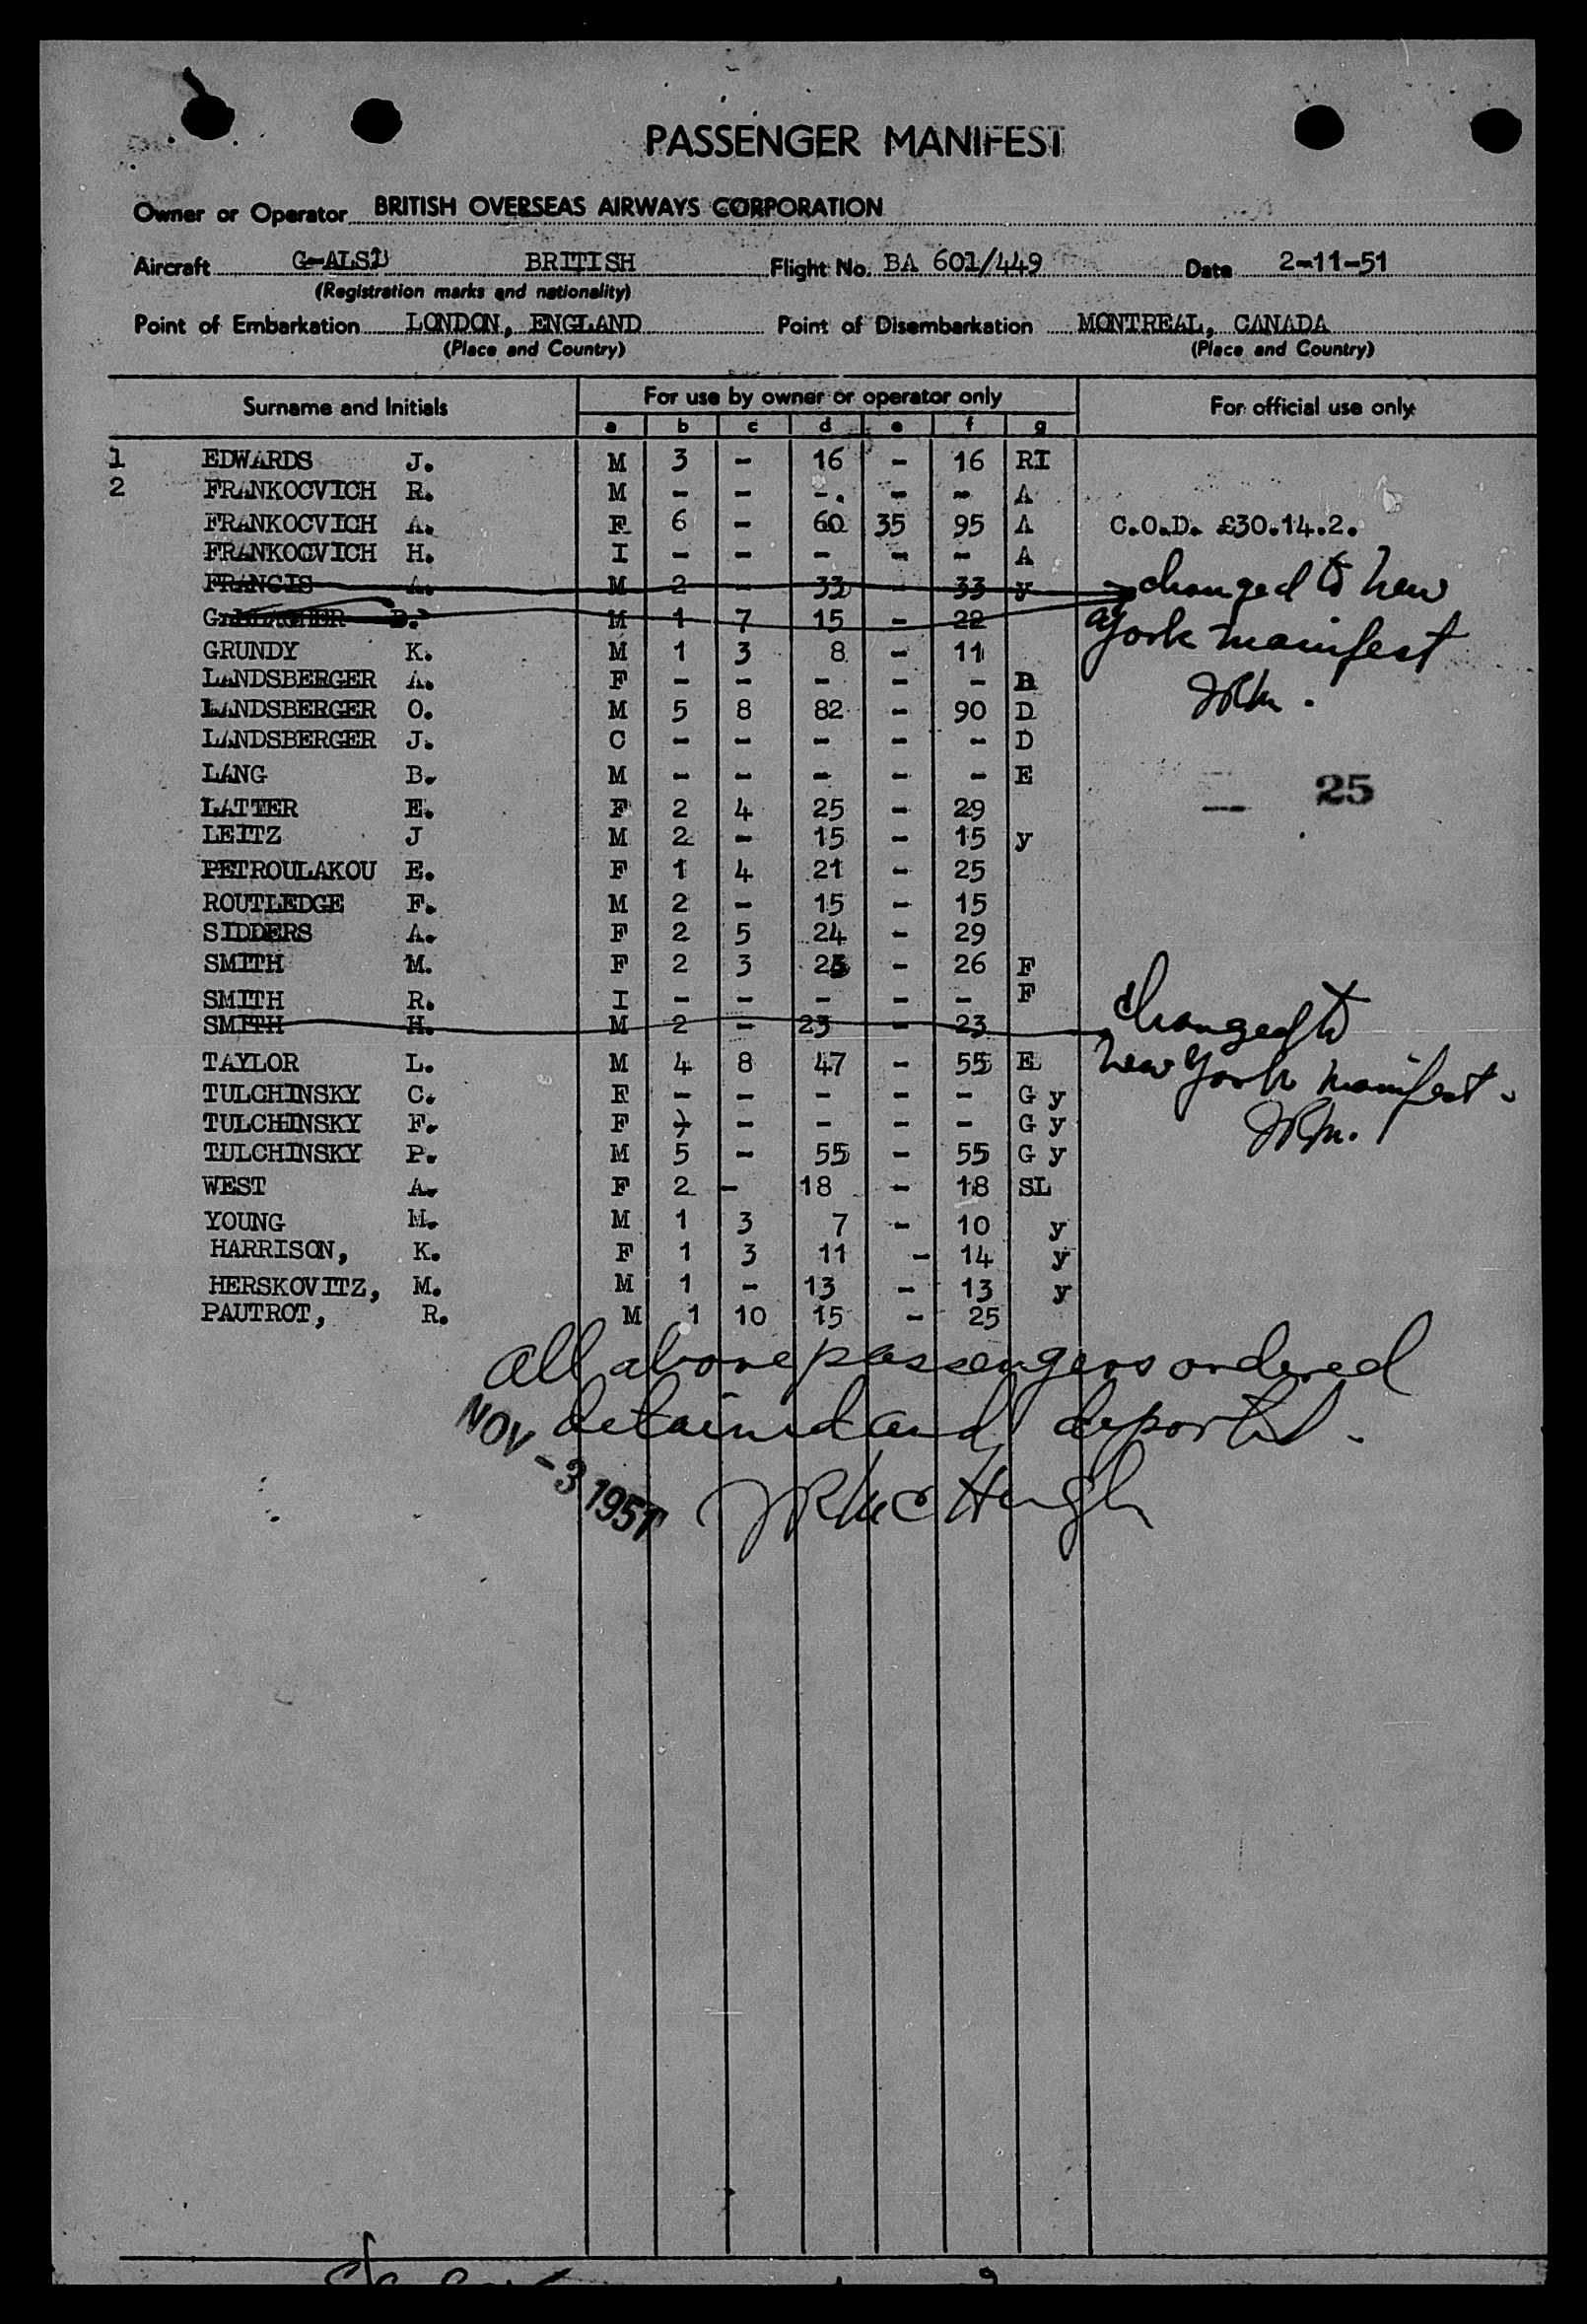 PASSENGER MANIFEST
Owner or Operator BRITISH OVERSEAS AIRWAYS CORPORATION
Aircraft G-ALSD BRITISH Flight No. BA 601/449 Date 2-11-51
(Registration marks and nationality)
Point of Embarkation LONDON, ENGLAND Point of Disembarkation MONTREAL, CANADA
(Place and Country) (Place and Country)
Surname and Initials For use by owner or operator only For official use only
a b c d e f g
1 EDWARDS J. M 3 - 16 - 16 RI
2 FRANKOCVICH R. M - - - . - - A
FRANKOCVICH A. F 6 - 60 35 95 A C.O.D. £30.14.2.
FRANKOCVICH H. I - - - - - A
FRANCIS A. M 2 - 33 - 33 y changed to New
M 1 7 15 - 22 York manifest
GRUNDY K. M 1 3 8 - 11
LANDSBERGER A. F - - - - - D JRM.
LANDSBERGER O. M 5 8 82 - 90 D
LANDSBERGER J. C - - - - - D
LANG B. M - - - - - E
— 25
LATTER E. F 2 4 25 - 29
LEITZ J M 2 - 15 - 15 y
PETROULAKOU E. F 1 4 21 - 25
ROUTLEDGE F. M 2 - 15 - 15
SIDDERS A. F 2 5 24 - 29
SMITH M. F 2 3 23 - 26 F
SMITH R. I - - - - - F
SMITH H. M 2 - 23 - 23 changed to
TAYLOR L. M 4 8 47 - 55 E New York manifest.
TULCHINSKY C. F - - - - - G y
TULCHINSKY F. F - - - - G y JRM.
TULCHINSKY P. M 5 - 55 - 55 G y
WEST A. F 2 - 18 - 18 SL
YOUNG M. M 1 3 7 - 10 y
HARRISON, K. F 1 3 11 - 14 y
HERSKOVITZ, M. M 1 - 13 - 13 y
PAUTROT, R. M 1 10 15 - 25
All above passengers ordered
detained and deported.
NOV -3 1951
JRMcHugh